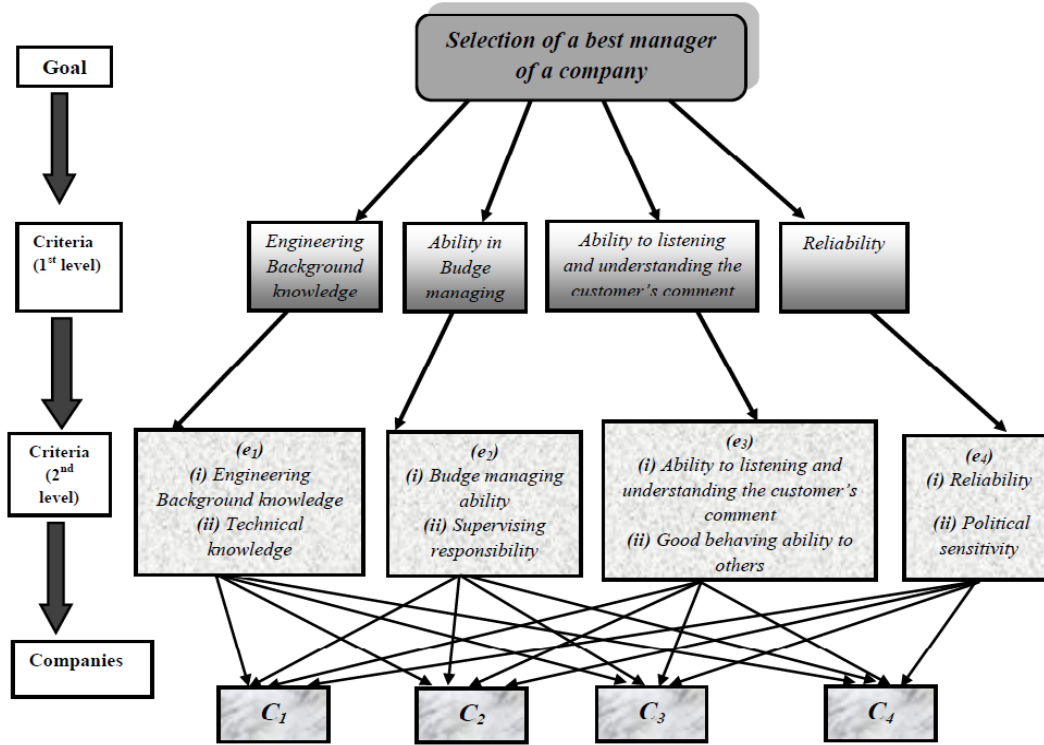 Selection of a best manager
of a company
Goal
Criteria
(1st level)
Engineering
Background
knowledge
Ability in
Budge
managing
Ability to listening
and understanding the
customer's comment
Reliability
Criteria
(2nd
level)
(e1)
(i) Engineering
Background knowledge
(ii) Technical
knowledge
(e2)
(i) Budge managing
ability
(ii) Supervising
responsibility
(e3)
(i) Ability to listening and
understanding the customer's
comment
(ii) Good behaving ability to
others
(e4)
(i) Reliability
(ii) Political
sensitivity
Companies
C1
C2
C3
C4